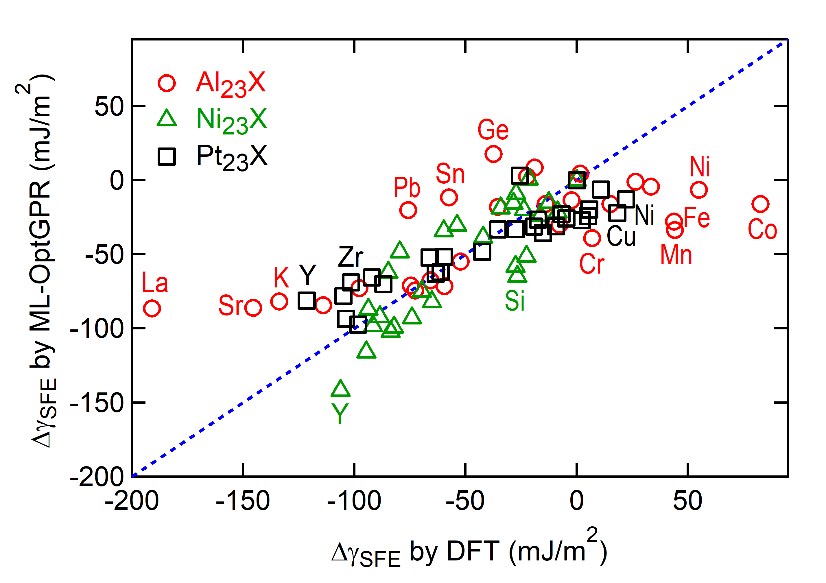 Al23X
Ni23X
Pt23X
Ge
Pb
Sn
Ni
La
Sr
K
Y
Zr
Si
Y
Cr
Cu
Ni
Fe
Mn
Co
50
0
-50
-100
-150
-200
-200
-150
-100
-50
0
50
ΔγSFE by ML-OptGPR (mJ/m²)
ΔγSFE by DFT (mJ/m²)